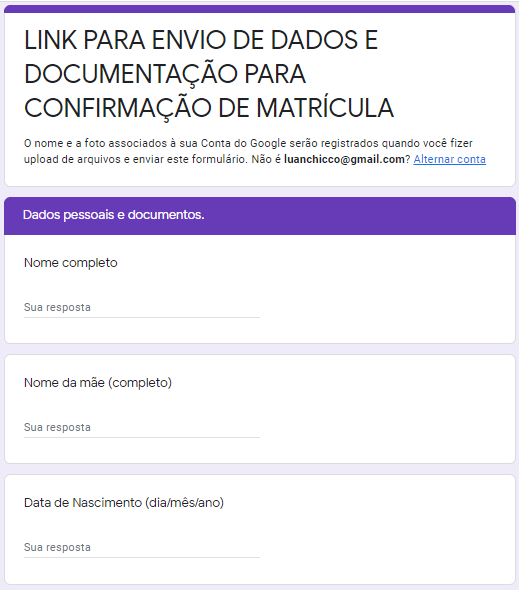 LINK PARA ENVIO DE DADOS E
DOCUMENTAÇÃO PARA
CONFIRMAÇÃO DE MATRÍCULA
O nome e a foto associados à sua Conta do Google serão registrados quando você fizer
upload de arquivos e enviar este formulário. Não é luanchicco@gmail.com? Alternar conta
Dados pessoais e documentos.
Nome completo
Sua resposta
Nome da mãe (completo)
Sua resposta
Data de Nascimento (dia/mês/ano)
Sua resposta